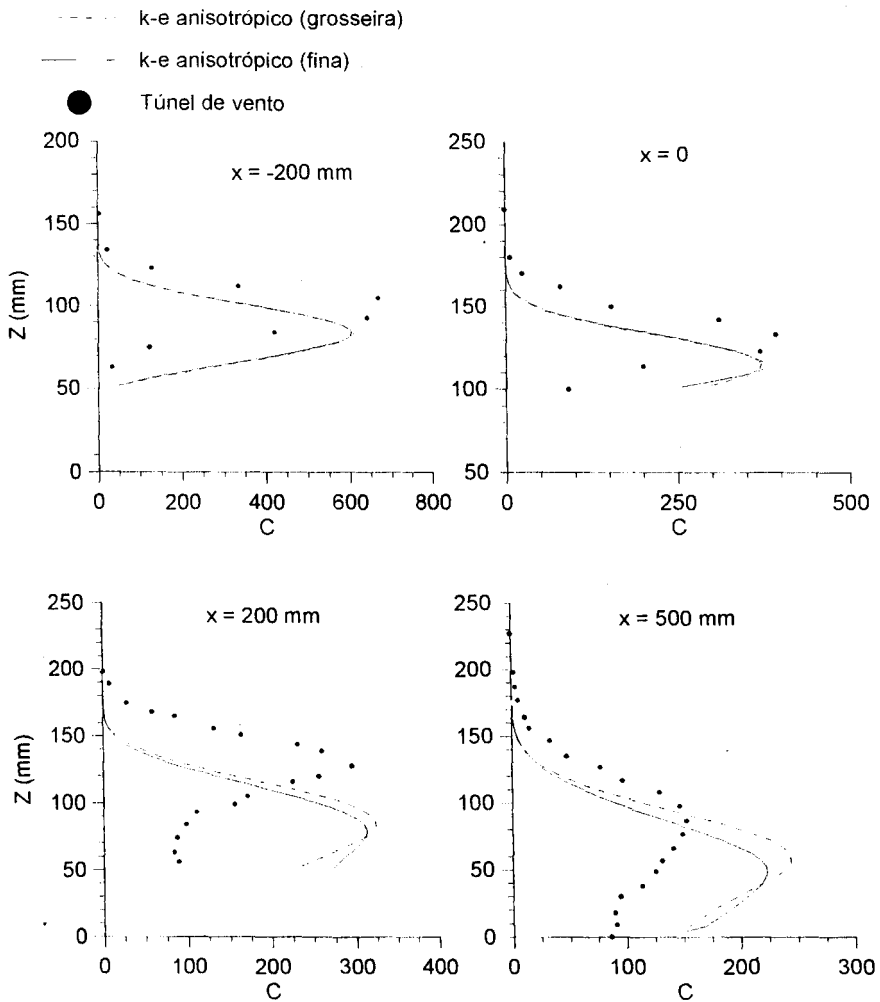 k-e anisotrópico (grosseira)
k-e anisotrópico (fina)
Túnel de vento
x = -200 mm
200
150
100
50
0
Z (mm)
0 200 400 600 800
C
x = 0
250
200
150
100
50
0 250 500
C
x = 200 mm
250
200
150
100
50
0
Z (mm)
0 100 200 300 400
C
x = 500 mm
250
200
150
100
50
0
0 100 200 300
C